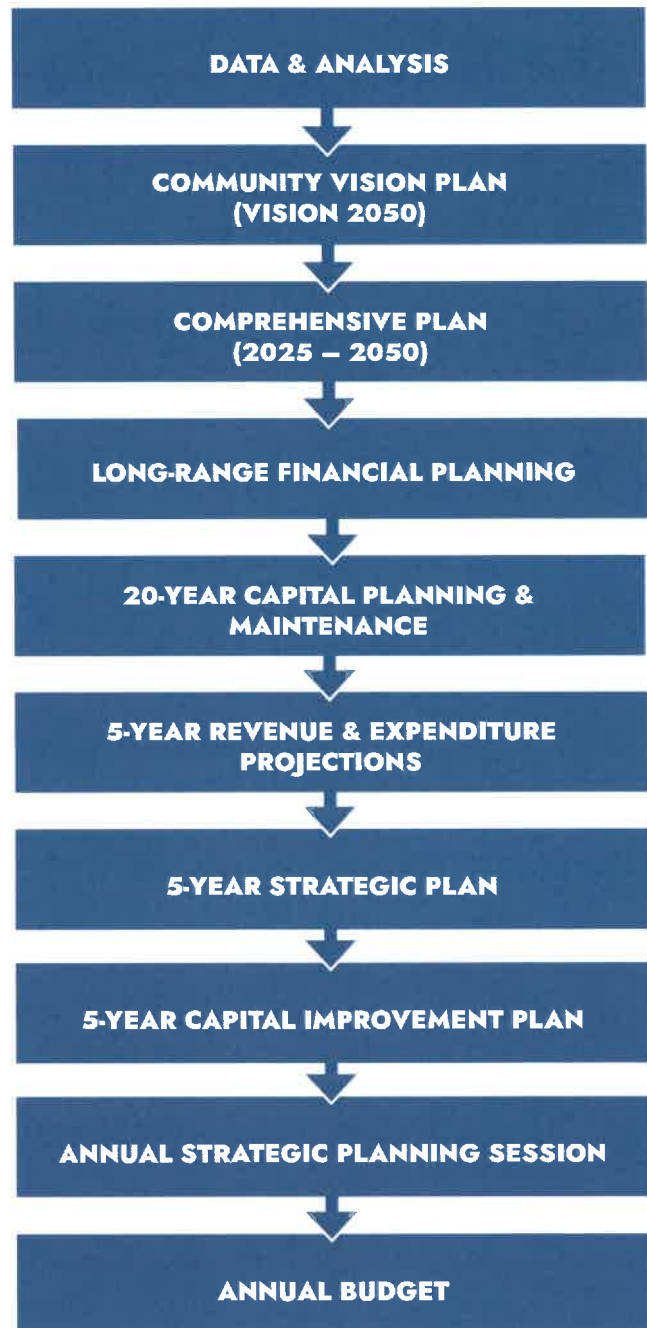 DATA & ANALYSIS
COMMUNITY VISION PLAN
(VISION 2050)
COMPREHENSIVE PLAN
(2025 – 2050)
LONG-RANGE FINANCIAL PLANNING
20-YEAR CAPITAL PLANNING &
MAINTENANCE
5-YEAR REVENUE & EXPENDITURE
PROJECTIONS
5-YEAR STRATEGIC PLAN
5-YEAR CAPITAL IMPROVEMENT PLAN
ANNUAL STRATEGIC PLANNING SESSION
ANNUAL BUDGET